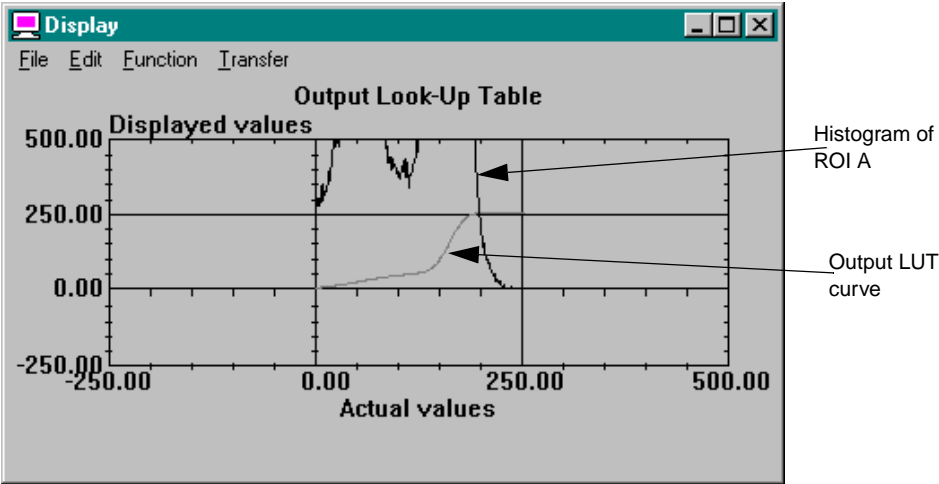 Display
File Edit Function Transfer
Output Look-Up Table
Displayed values
500.00
250.00
0.00
-250.00
-250.00 0.00 250.00 500.00
Actual values
Histogram of
ROI A
Output LUT
curve